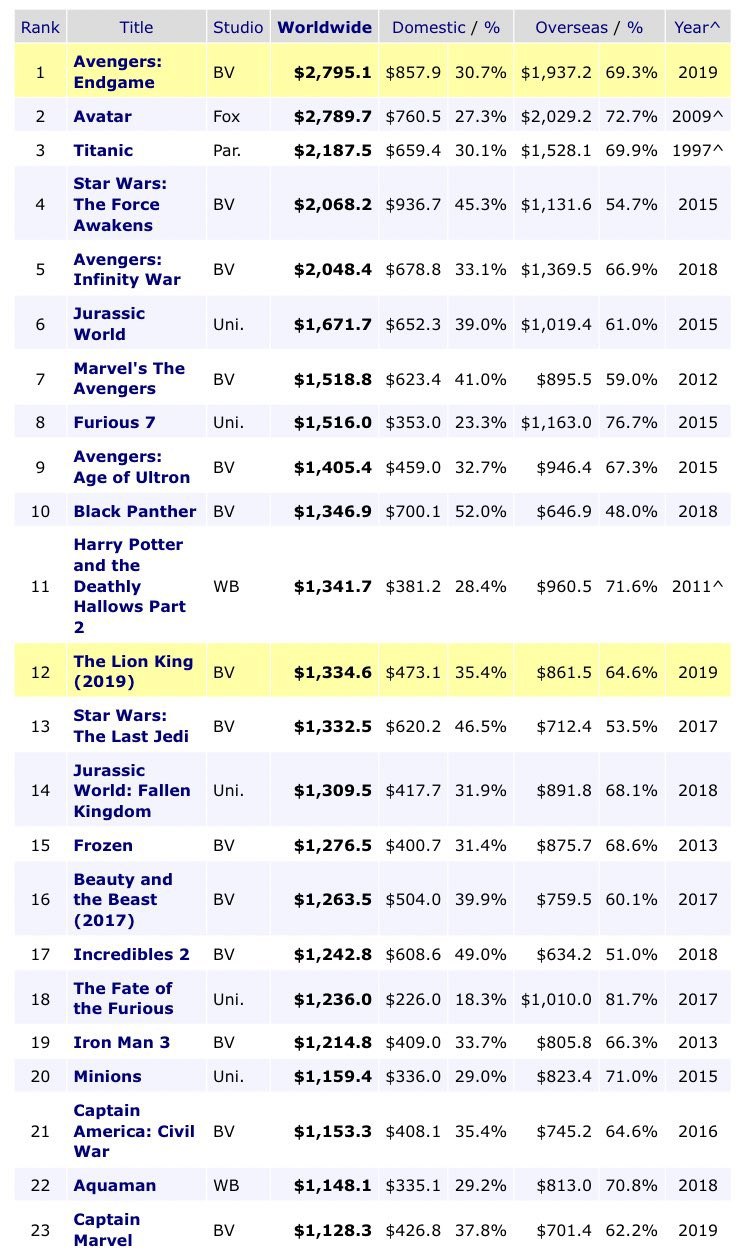 Rank Title Studio Worldwide Domestic / % Overseas / % Year^
1 Avengers: Endgame BV $2,795.1 $857.9 30.7% $1,937.2 69.3% 2019
2 Avatar Fox $2,789.7 $760.5 27.3% $2,029.2 72.7% 2009^
3 Titanic Par. $2,187.5 $659.4 30.1% $1,528.1 69.9% 1997^
4 Star Wars: The Force Awakens BV $2,068.2 $936.7 45.3% $1,131.6 54.7% 2015
5 Avengers: Infinity War BV $2,048.4 $678.8 33.1% $1,369.5 66.9% 2018
6 Jurassic World Uni. $1,671.7 $652.3 39.0% $1,019.4 61.0% 2015
7 Marvel's The Avengers BV $1,518.8 $623.4 41.0% $895.5 59.0% 2012
8 Furious 7 Uni. $1,516.0 $353.0 23.3% $1,163.0 76.7% 2015
9 Avengers: Age of Ultron BV $1,405.4 $459.0 32.7% $946.4 67.3% 2015
10 Black Panther BV $1,346.9 $700.1 52.0% $646.9 48.0% 2018
11 Harry Potter and the Deathly Hallows Part 2 WB $1,341.7 $381.2 28.4% $960.5 71.6% 2011^
12 The Lion King (2019) BV $1,334.6 $473.1 35.4% $861.5 64.6% 2019
13 Star Wars: The Last Jedi BV $1,332.5 $620.2 46.5% $712.4 53.5% 2017
14 Jurassic World: Fallen Kingdom Uni. $1,309.5 $417.7 31.9% $891.8 68.1% 2018
15 Frozen BV $1,276.5 $400.7 31.4% $875.7 68.6% 2013
16 Beauty and the Beast (2017) BV $1,263.5 $504.0 39.9% $759.5 60.1% 2017
17 Incredibles 2 BV $1,242.8 $608.6 49.0% $634.2 51.0% 2018
18 The Fate of the Furious Uni. $1,236.0 $226.0 18.3% $1,010.0 81.7% 2017
19 Iron Man 3 BV $1,214.8 $409.0 33.7% $805.8 66.3% 2013
20 Minions Uni. $1,159.4 $336.0 29.0% $823.4 71.0% 2015
21 Captain America: Civil War BV $1,153.3 $408.1 35.4% $745.2 64.6% 2016
22 Aquaman WB $1,148.1 $335.1 29.2% $813.0 70.8% 2018
23 Captain Marvel BV $1,128.3 $426.8 37.8% $701.4 62.2% 2019